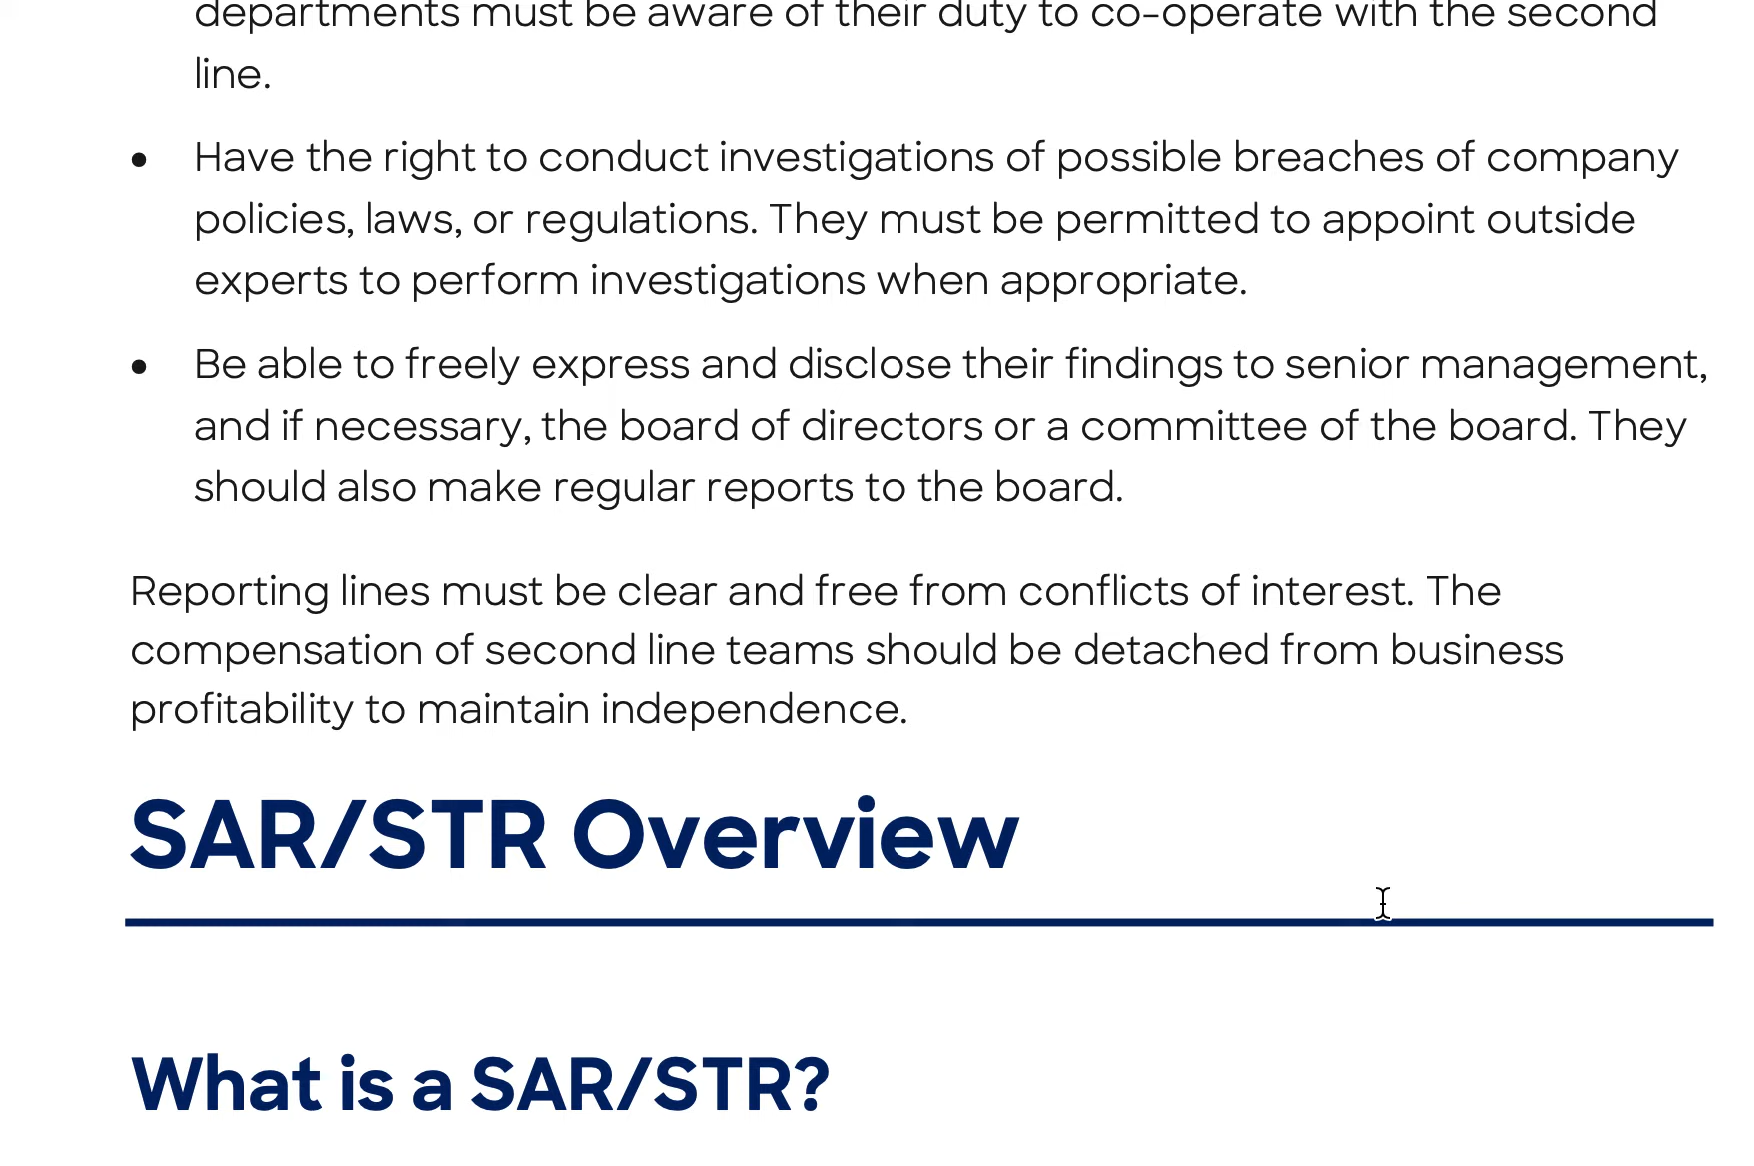 departments must be aware of their duty to co-operate with the second
line.
• Have the right to conduct investigations of possible breaches of company
policies, laws, or regulations. They must be permitted to appoint outside
experts to perform investigations when appropriate.
• Be able to freely express and disclose their findings to senior management,
and if necessary, the board of directors or a committee of the board. They
should also make regular reports to the board.
Reporting lines must be clear and free from conflicts of interest. The
compensation of second line teams should be detached from business
profitability to maintain independence.
SAR/STR Overview
What is a SAR/STR?